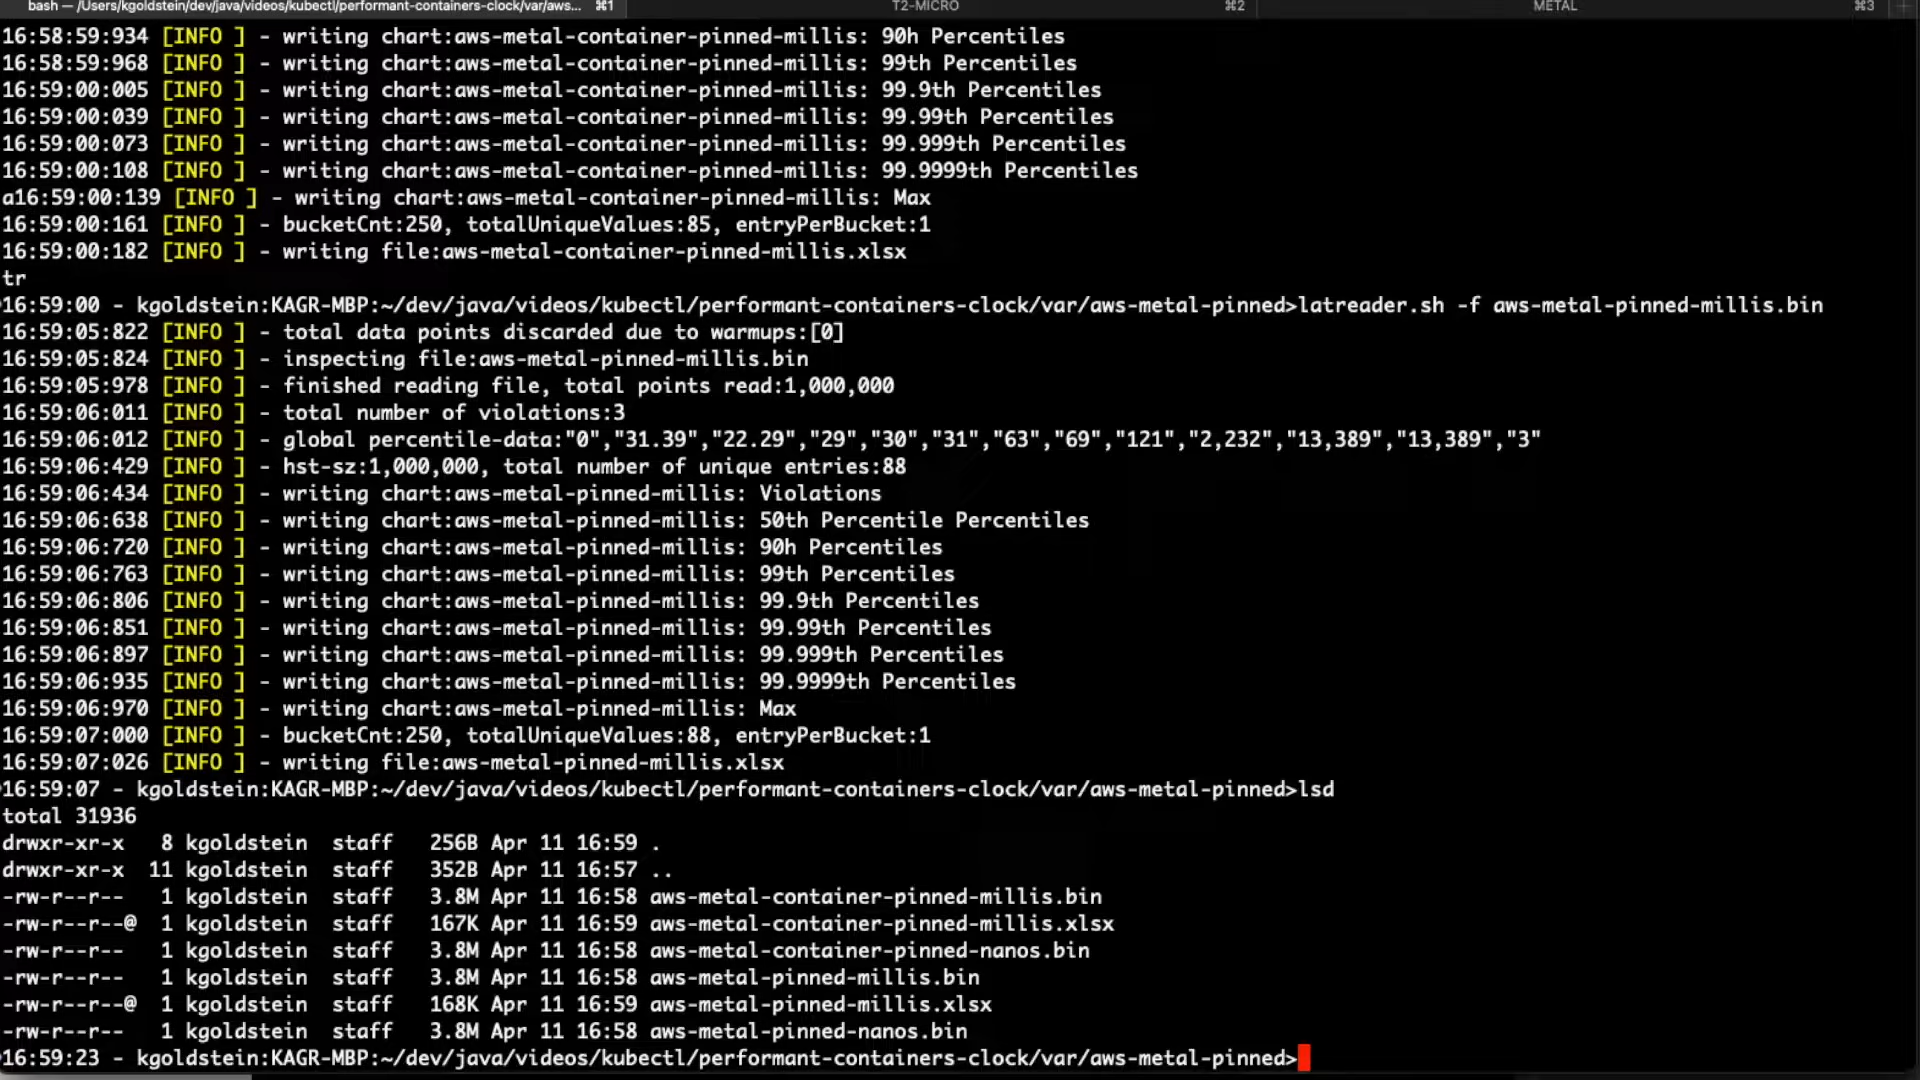 bash — /Users/kgoldstein/dev/java/videos/kubectl/performant-containers-clock/var/aws... ⌘1 T2-MICRO ⌘2 METAL ⌘3
16:58:59:934 [INFO ] - writing chart:aws-metal-container-pinned-millis: 90h Percentiles
16:58:59:968 [INFO ] - writing chart:aws-metal-container-pinned-millis: 99th Percentiles
16:59:00:005 [INFO ] - writing chart:aws-metal-container-pinned-millis: 99.9th Percentiles
16:59:00:039 [INFO ] - writing chart:aws-metal-container-pinned-millis: 99.99th Percentiles
16:59:00:073 [INFO ] - writing chart:aws-metal-container-pinned-millis: 99.999th Percentiles
16:59:00:108 [INFO ] - writing chart:aws-metal-container-pinned-millis: 99.9999th Percentiles
a16:59:00:139 [INFO ] - writing chart:aws-metal-container-pinned-millis: Max
16:59:00:161 [INFO ] - bucketCnt:250, totalUniqueValues:85, entryPerBucket:1
16:59:00:182 [INFO ] - writing file:aws-metal-container-pinned-millis.xlsx
tr
16:59:00 - kgoldstein:KAGR-MBP:~/dev/java/videos/kubectl/performant-containers-clock/var/aws-metal-pinned>latreader.sh -f aws-metal-pinned-millis.bin
16:59:05:822 [INFO ] - total data points discarded due to warmups:[0]
16:59:05:824 [INFO ] - inspecting file:aws-metal-pinned-millis.bin
16:59:05:978 [INFO ] - finished reading file, total points read:1,000,000
16:59:06:011 [INFO ] - total number of violations:3
16:59:06:012 [INFO ] - global percentile-data:"0","31.39","22.29","29","30","31","63","69","121","2,232","13,389","13,389","3"
16:59:06:429 [INFO ] - hst-sz:1,000,000, total number of unique entries:88
16:59:06:434 [INFO ] - writing chart:aws-metal-pinned-millis: Violations
16:59:06:638 [INFO ] - writing chart:aws-metal-pinned-millis: 50th Percentile Percentiles
16:59:06:720 [INFO ] - writing chart:aws-metal-pinned-millis: 90h Percentiles
16:59:06:763 [INFO ] - writing chart:aws-metal-pinned-millis: 99th Percentiles
16:59:06:806 [INFO ] - writing chart:aws-metal-pinned-millis: 99.9th Percentiles
16:59:06:851 [INFO ] - writing chart:aws-metal-pinned-millis: 99.99th Percentiles
16:59:06:897 [INFO ] - writing chart:aws-metal-pinned-millis: 99.999th Percentiles
16:59:06:935 [INFO ] - writing chart:aws-metal-pinned-millis: 99.9999th Percentiles
16:59:06:970 [INFO ] - writing chart:aws-metal-pinned-millis: Max
16:59:07:000 [INFO ] - bucketCnt:250, totalUniqueValues:88, entryPerBucket:1
16:59:07:026 [INFO ] - writing file:aws-metal-pinned-millis.xlsx
16:59:07 - kgoldstein:KAGR-MBP:~/dev/java/videos/kubectl/performant-containers-clock/var/aws-metal-pinned>lsd
total 31936
drwxr-xr-x 8 kgoldstein staff 256B Apr 11 16:59 .
drwxr-xr-x 11 kgoldstein staff 352B Apr 11 16:57 ..
-rw-r--r-- 1 kgoldstein staff 3.8M Apr 11 16:58 aws-metal-container-pinned-millis.bin
-rw-r--r--@ 1 kgoldstein staff 167K Apr 11 16:59 aws-metal-container-pinned-millis.xlsx
-rw-r--r-- 1 kgoldstein staff 3.8M Apr 11 16:58 aws-metal-container-pinned-nanos.bin
-rw-r--r-- 1 kgoldstein staff 3.8M Apr 11 16:58 aws-metal-pinned-millis.bin
-rw-r--r--@ 1 kgoldstein staff 168K Apr 11 16:59 aws-metal-pinned-millis.xlsx
-rw-r--r-- 1 kgoldstein staff 3.8M Apr 11 16:58 aws-metal-pinned-nanos.bin
16:59:23 - kgoldstein:KAGR-MBP:~/dev/java/videos/kubectl/performant-containers-clock/var/aws-metal-pinned>